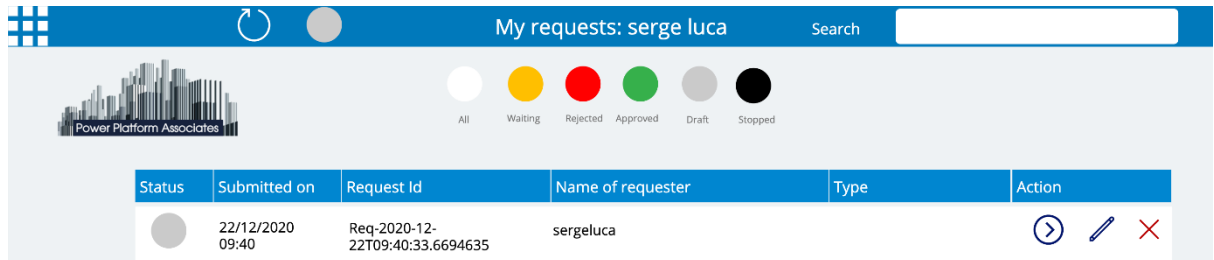 My requests: serge luca
Search
Power Platform Associates
All
Waiting
Rejected
Approved
Draft
Stopped
Status
Submitted on
Request Id
Name of requester
Type
Action
22/12/2020
09:40
Req-2020-12-
22T09:40:33.6694635
sergeluca